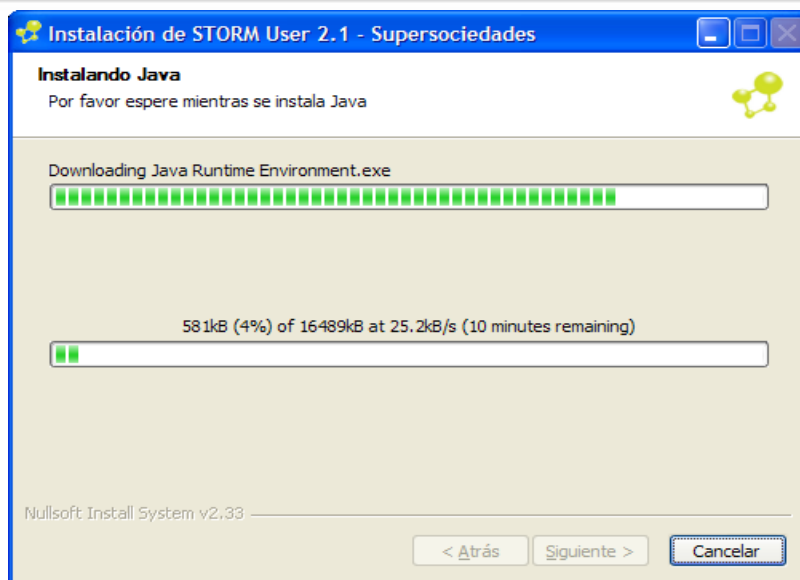 Instalación de STORM User 2.1 - Supersociedades
Instalando Java
Por favor espere mientras se instala Java
Downloading Java Runtime Environment.exe
581kB (4%) of 16489kB at 25.2kB/s (10 minutes remaining)
Nullsoft Install System v2.33
< Atrás
Siguiente >
Cancelar